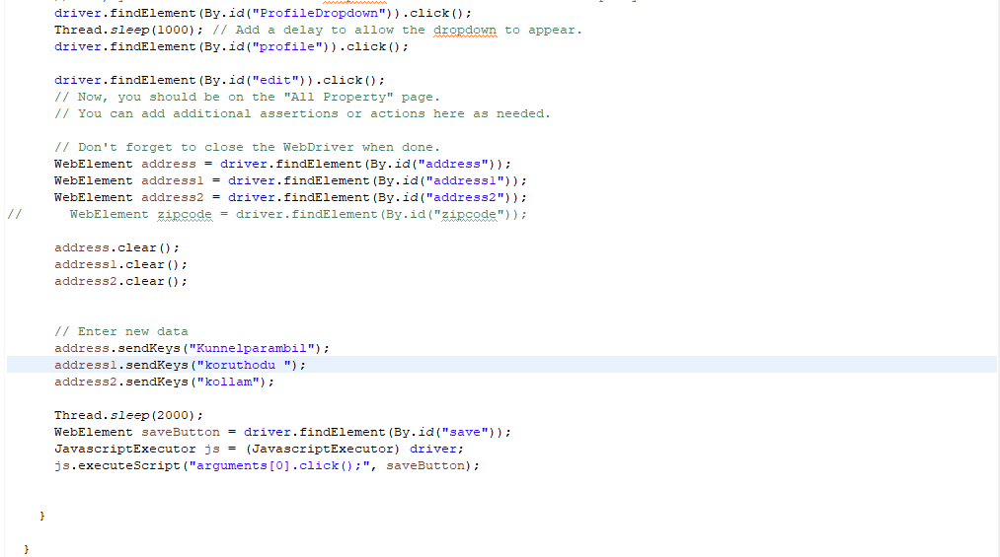 driver.findElement(By.id("ProfileDropdown")).click();
Thread.sleep(1000); // Add a delay to allow the dropdown to appear.
driver.findElement(By.id("profile")).click();
driver.findElement(By.id("edit")).click();
// Now, you should be on the "All Property" page.
// You can add additional assertions or actions here as needed.
// Don't forget to close the WebDriver when done.
WebElement address = driver.findElement(By.id("address"));
WebElement address1 = driver.findElement(By.id("address1"));
WebElement address2 = driver.findElement(By.id("address2"));
// WebElement zipcode = driver.findElement(By.id("zipcode"));
address.clear();
address1.clear();
address2.clear();
// Enter new data
address.sendKeys("Kunnelparambil");
address1.sendKeys("koruthodu ");
address2.sendKeys("kollam");
Thread.sleep(2000);
WebElement saveButton = driver.findElement(By.id("save"));
JavascriptExecutor js = (JavascriptExecutor) driver;
js.executeScript("arguments[0].click();", saveButton);
}
}